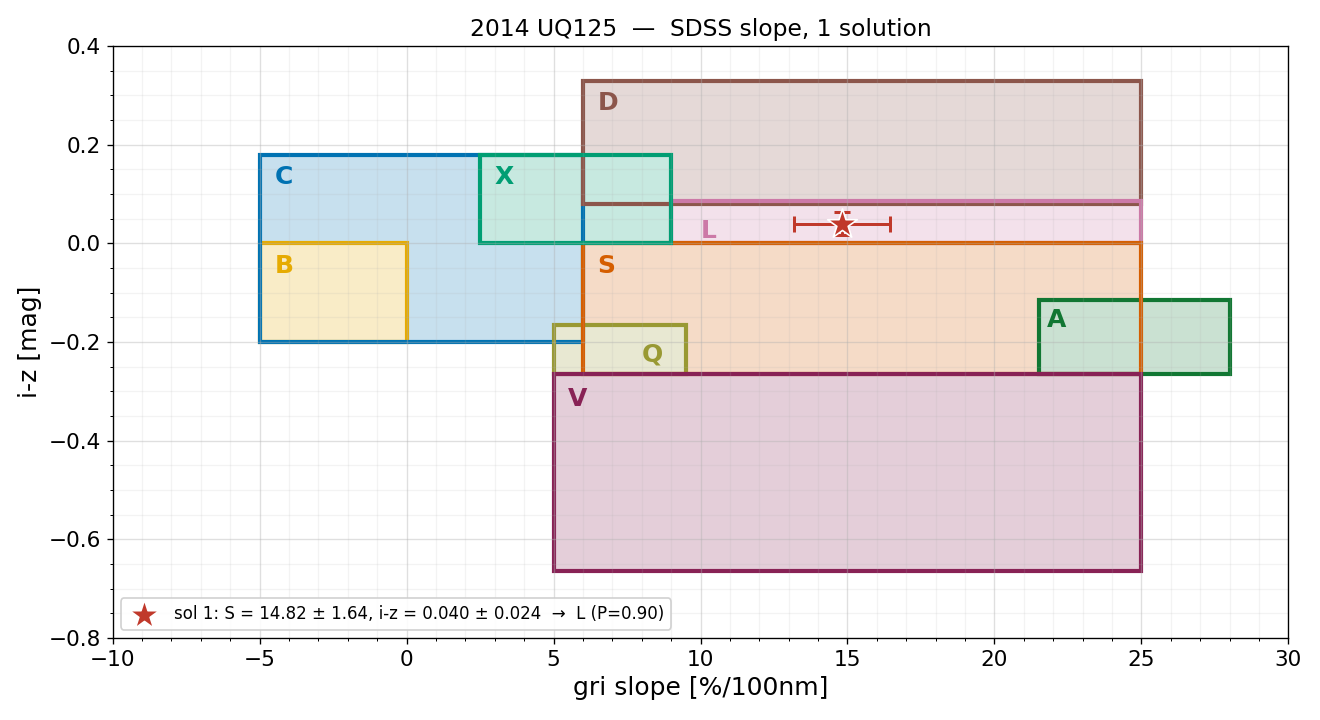 2014 UQ125 — SDSS slope, 1 solution
0.4
0.2
0.0
−0.2
−0.4
−0.6
−0.8
i-z [mag]
D
C
X
L
B
S
A
Q
V
sol 1: S = 14.82 ± 1.64, i-z = 0.040 ± 0.024 → L (P=0.90)
−10
−5
0
5
10
15
20
25
30
gri slope [%/100nm]